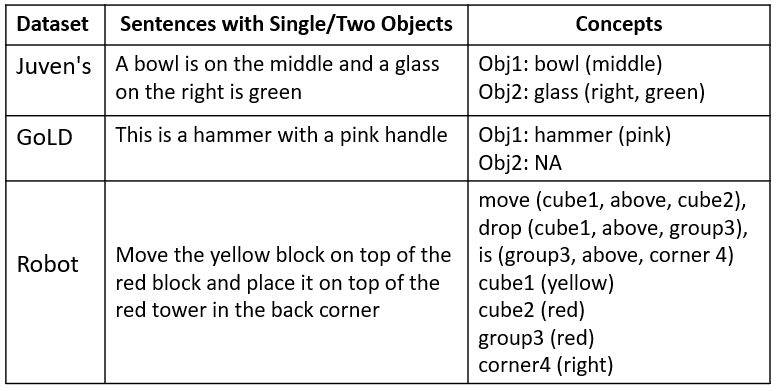 Dataset Sentences with Single/Two Objects Concepts
Juven's
A bowl is on the middle and a glass
on the right is green
Obj1: bowl (middle)
Obj2: glass (right, green)
GoLD
This is a hammer with a pink handle
Obj1: hammer (pink)
Obj2: NA
Robot
Move the yellow block on top of the
red block and place it on top of the
red tower in the back corner
move (cube1, above, cube2),
drop (cube1, above, group3),
is (group3, above, corner 4)
cube1 (yellow)
cube2 (red)
group3 (red)
corner4 (right)